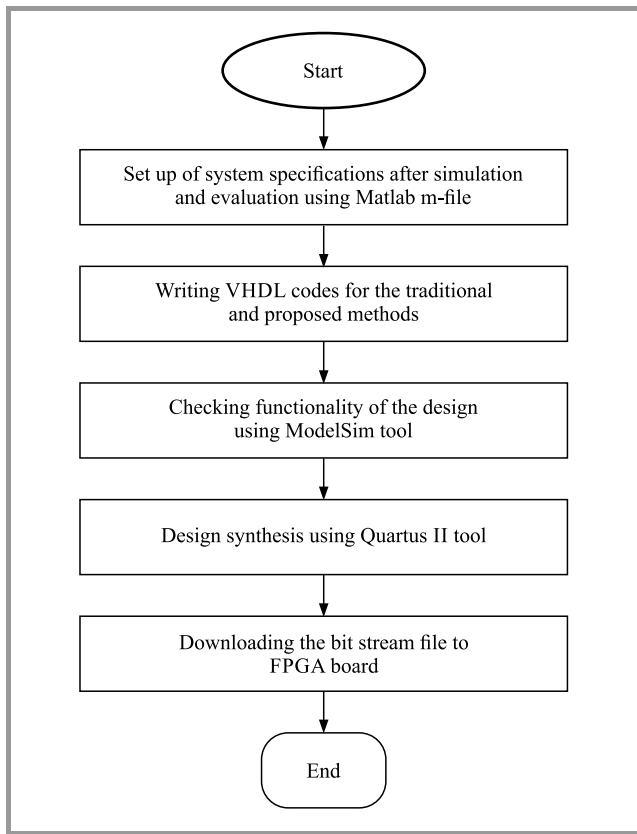 Start
Set up of system specifications after simulation
and evaluation using Matlab m-file
Writing VHDL codes for the traditional
and proposed methods
Checking functionality of the design
using ModelSim tool
Design synthesis using Quartus II tool
Downloading the bit stream file to
FPGA board
End